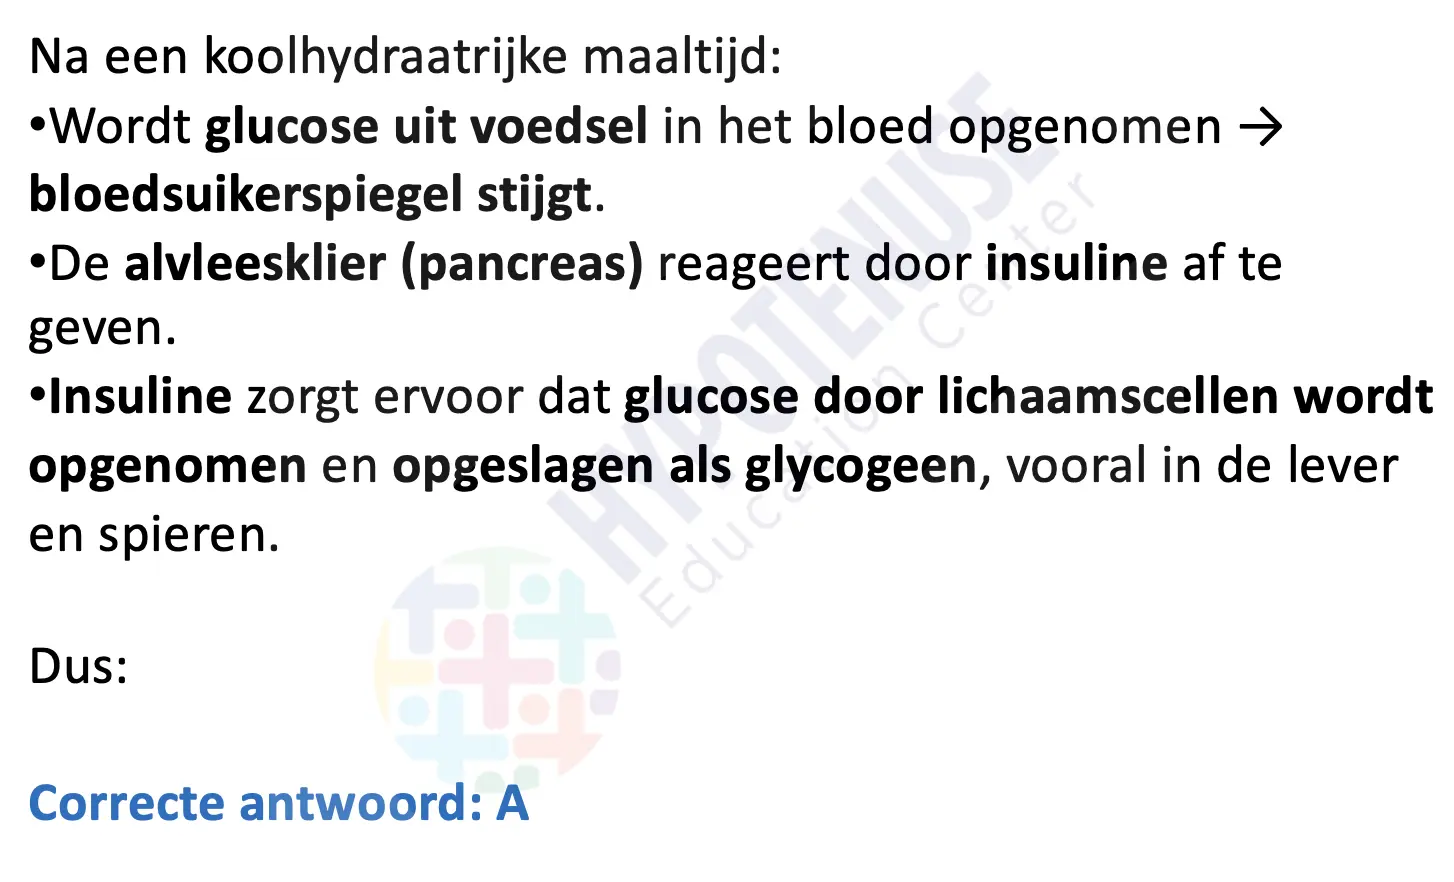 Na een koolhydraatrijke maaltijd:
•Wordt glucose uit voedsel in het bloed opgenomen →
bloedsuikerspiegel stijgt.
•De alvleesklier (pancreas) reageert door insuline af te
geven.
•Insuline zorgt ervoor dat glucose door lichaamscellen wordt
opgenomen en opgeslagen als glycogeen, vooral in de lever
en spieren.
Dus:
Correcte antwoord: A
HYPOTENUSE
Education Center